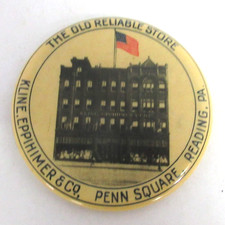 THE OLD RELIABLE STORE
KLINE, EPPIHIMER & CO. PENN SQUARE, READING, PA.